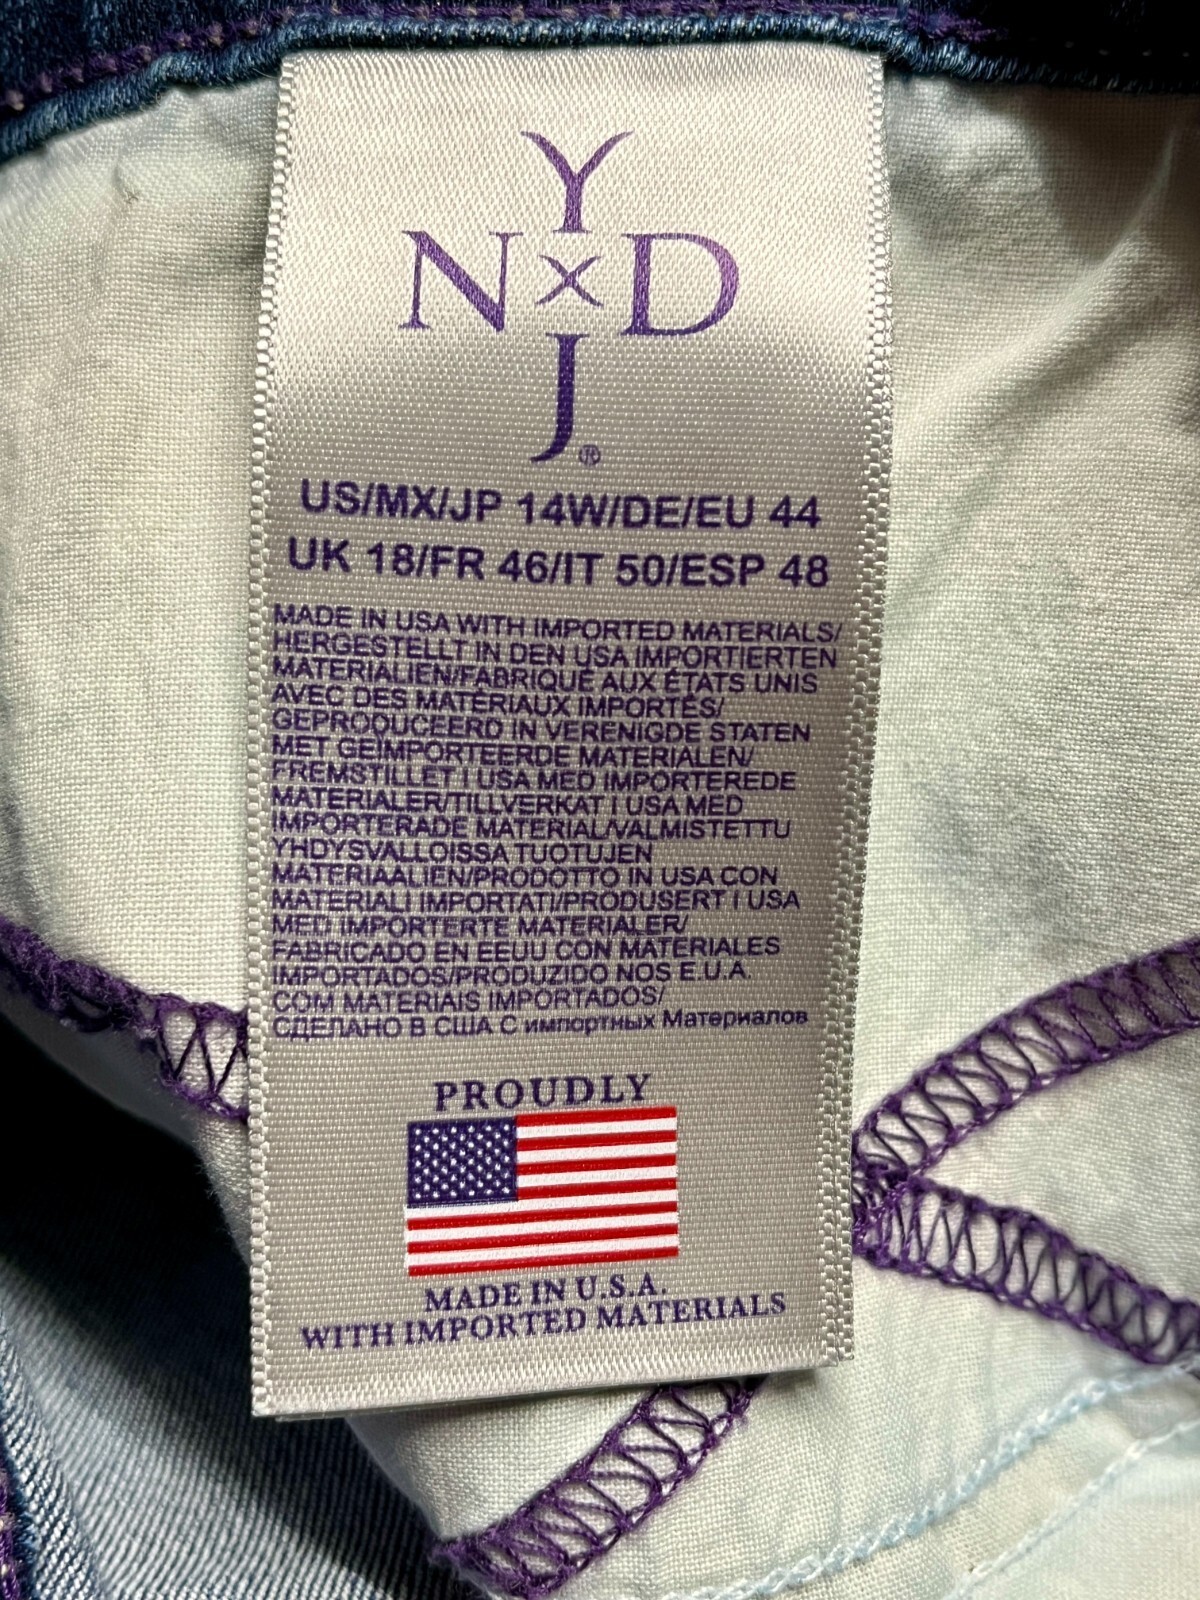 Y
N x D
J®
US/MX/JP 14W/DE/EU 44
UK 18/FR 46/IT 50/ESP 48
MADE IN USA WITH IMPORTED MATERIALS/
HERGESTELLT IN DEN USA IMPORTIERTEN
MATERIALIEN/FABRIQUÉ AUX ÉTATS UNIS
AVEC DES MATÉRIAUX IMPORTÉS/
GEPRODUCEERD IN VERENIGDE STATEN
MET GEÏMPORTEERDE MATERIALEN/
FREMSTILLET I USA MED IMPORTEREDE
MATERIALER/TILLVERKAT I USA MED
IMPORTERADE MATERIAL/VALMISTETTU
YHDYSVALLOISSA TUOTUJEN
MATERIAALIEN/PRODOTTO IN USA CON
MATERIALI IMPORTATI/PRODUSERT I USA
MED IMPORTERTE MATERIALER/
FABRICADO EN EEUU CON MATERIALES
IMPORTADOS/PRODUZIDO NOS E.U.A.
COM MATERIAIS IMPORTADOS/
СДЕЛАНО В США С импортных Материалов
PROUDLY
MADE IN U.S.A.
WITH IMPORTED MATERIALS